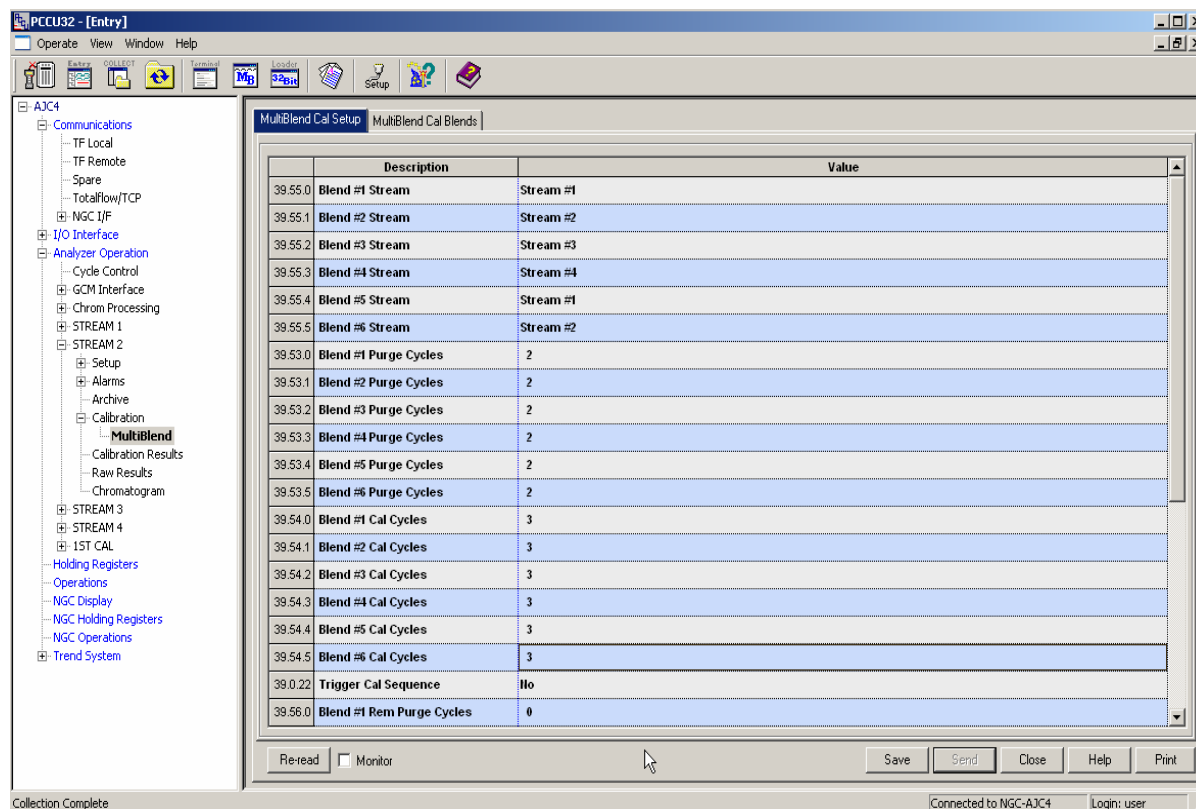 PCCU32 - [Entry]
Operate View Window Help
Entry COLLECT Terminal MB Loader 32Bit Setup
AJC4
Communications
TF Local
TF Remote
Spare
Totalflow/TCP
NGC I/F
I/O Interface
Analyzer Operation
Cycle Control
GCM Interface
Chrom Processing
STREAM 1
STREAM 2
Setup
Alarms
Archive
Calibration
MultiBlend
Calibration Results
Raw Results
Chromatogram
STREAM 3
STREAM 4
1ST CAL
Holding Registers
Operations
NGC Display
NGC Holding Registers
NGC Operations
Trend System
MultiBlend Cal Setup MultiBlend Cal Blends
Description Value
39.55.0 Blend #1 Stream Stream #1
39.55.1 Blend #2 Stream Stream #2
39.55.2 Blend #3 Stream Stream #3
39.55.3 Blend #4 Stream Stream #4
39.55.4 Blend #5 Stream Stream #1
39.55.5 Blend #6 Stream Stream #2
39.53.0 Blend #1 Purge Cycles 2
39.53.1 Blend #2 Purge Cycles 2
39.53.2 Blend #3 Purge Cycles 2
39.53.3 Blend #4 Purge Cycles 2
39.53.4 Blend #5 Purge Cycles 2
39.53.5 Blend #6 Purge Cycles 2
39.54.0 Blend #1 Cal Cycles 3
39.54.1 Blend #2 Cal Cycles 3
39.54.2 Blend #3 Cal Cycles 3
39.54.3 Blend #4 Cal Cycles 3
39.54.4 Blend #5 Cal Cycles 3
39.54.5 Blend #6 Cal Cycles 3
39.0.22 Trigger Cal Sequence No
39.56.0 Blend #1 Rem Purge Cycles 0
Re-read Monitor Save Send Close Help Print
Collection Complete Connected to NGC-AJC4 Login: user